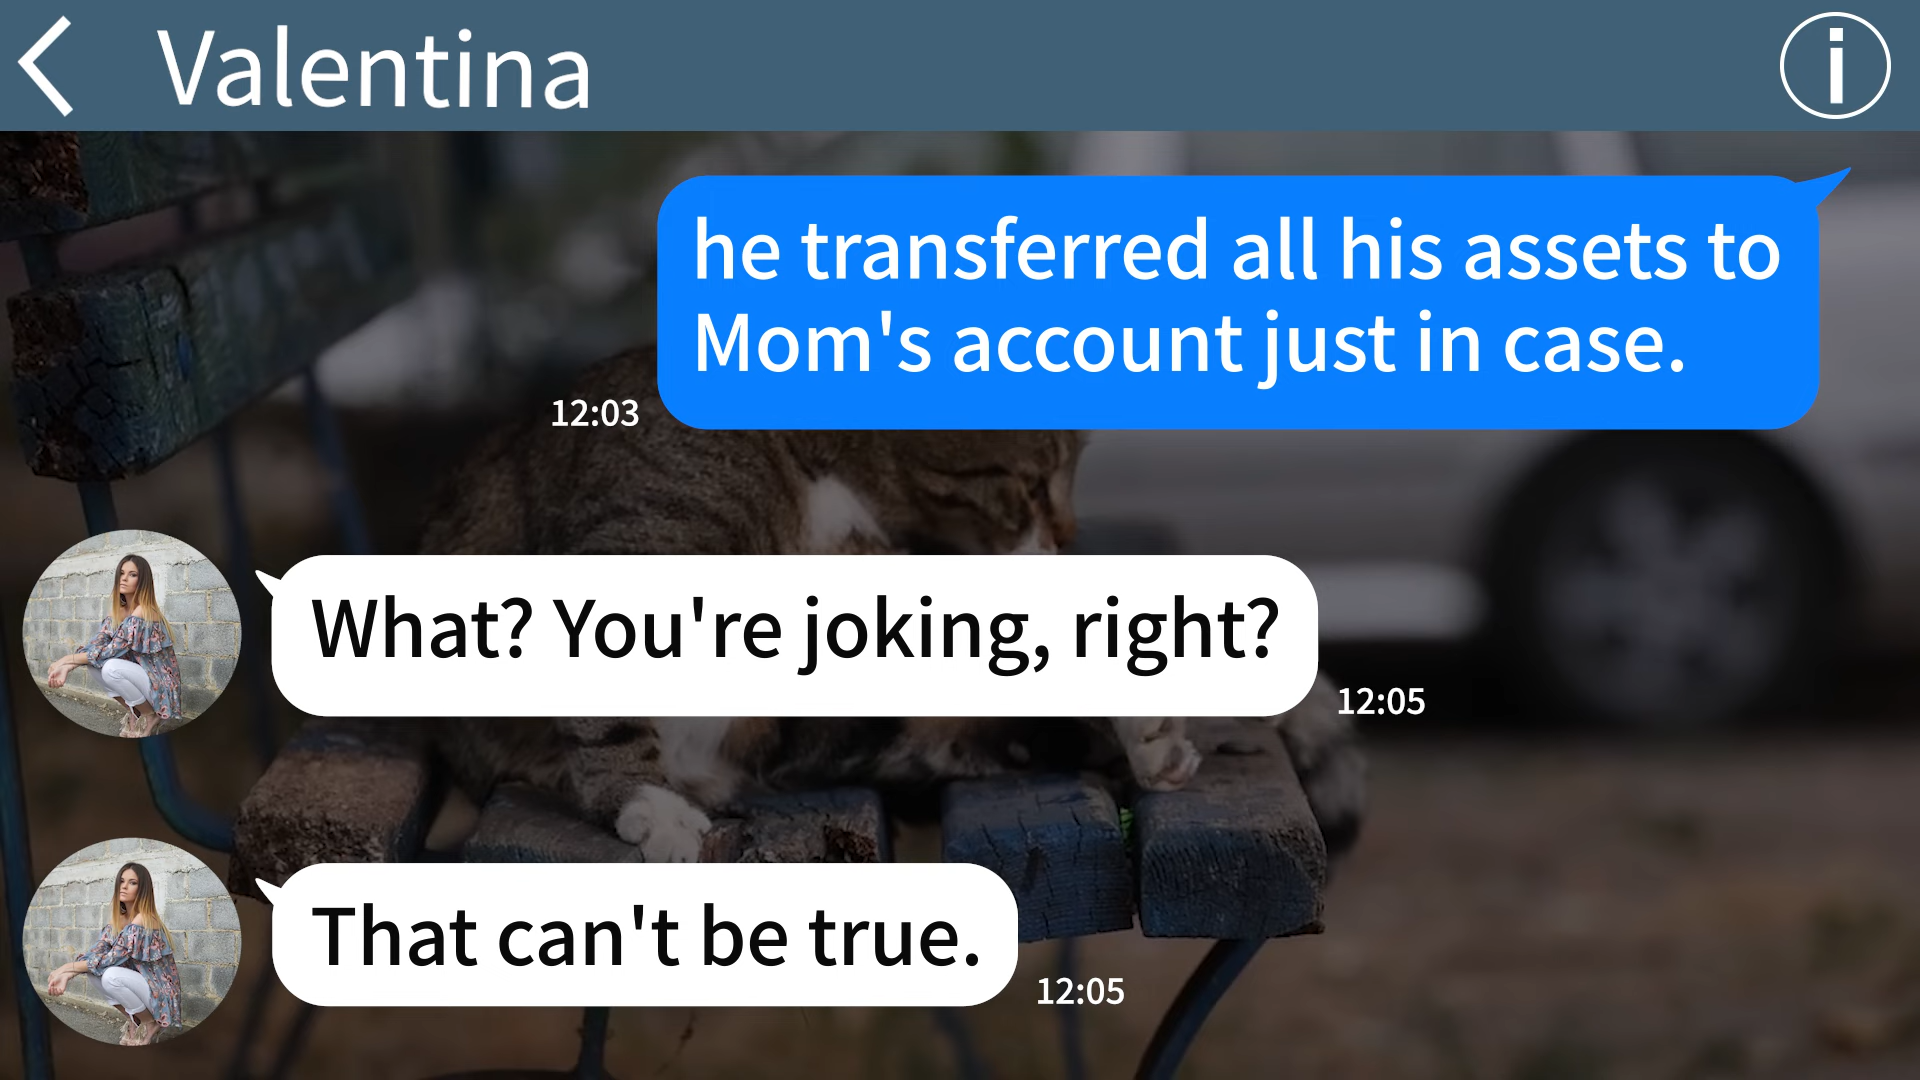 Valentina
he transferred all his assets to
Mom's account just in case.
12:03
What? You're joking, right?
12:05
That can't be true.
12:05